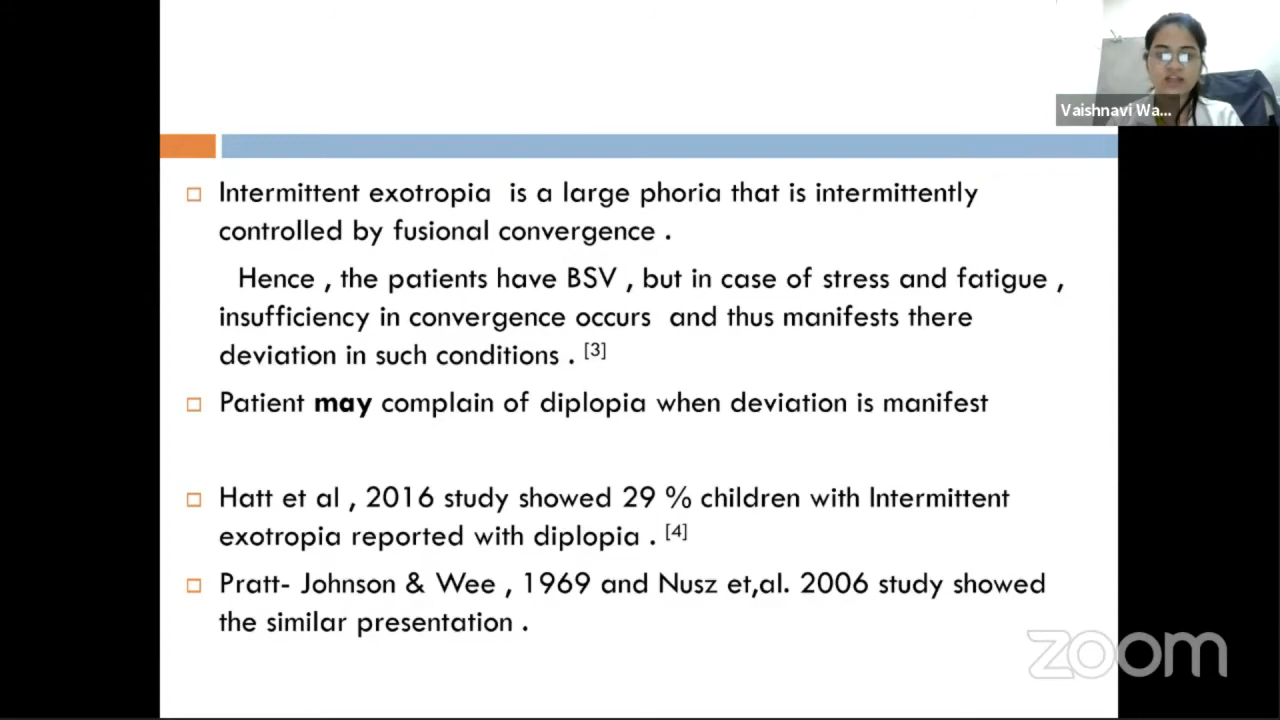 Vaishnavi Wa...
Intermittent exotropia is a large phoria that is intermittently
controlled by fusional convergence .
Hence , the patients have BSV , but in case of stress and fatigue ,
insufficiency in convergence occurs and thus manifests there
deviation in such conditions . [3]
Patient may complain of diplopia when deviation is manifest
Hatt et al , 2016 study showed 29 % children with Intermittent
exotropia reported with diplopia . [4]
Pratt- Johnson & Wee , 1969 and Nusz et,al. 2006 study showed
the similar presentation .
zoom